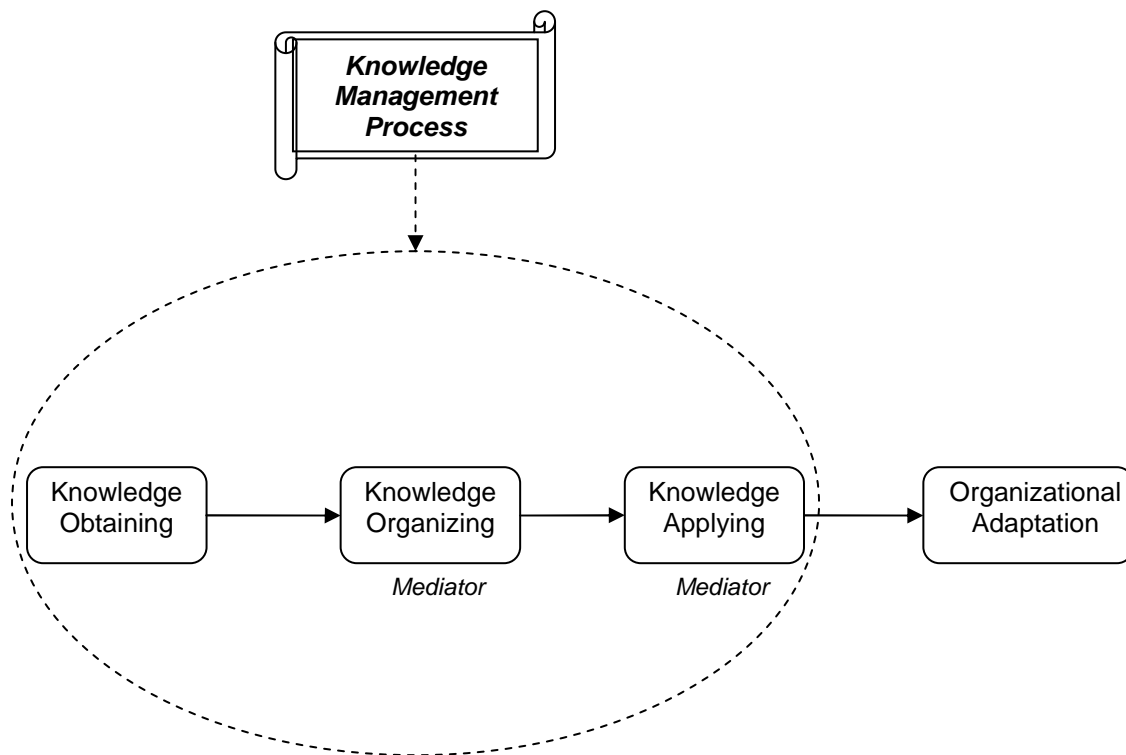 Knowledge
Management
Process
Knowledge
Obtaining
Knowledge
Organizing
Mediator
Knowledge
Applying
Mediator
Organizational
Adaptation